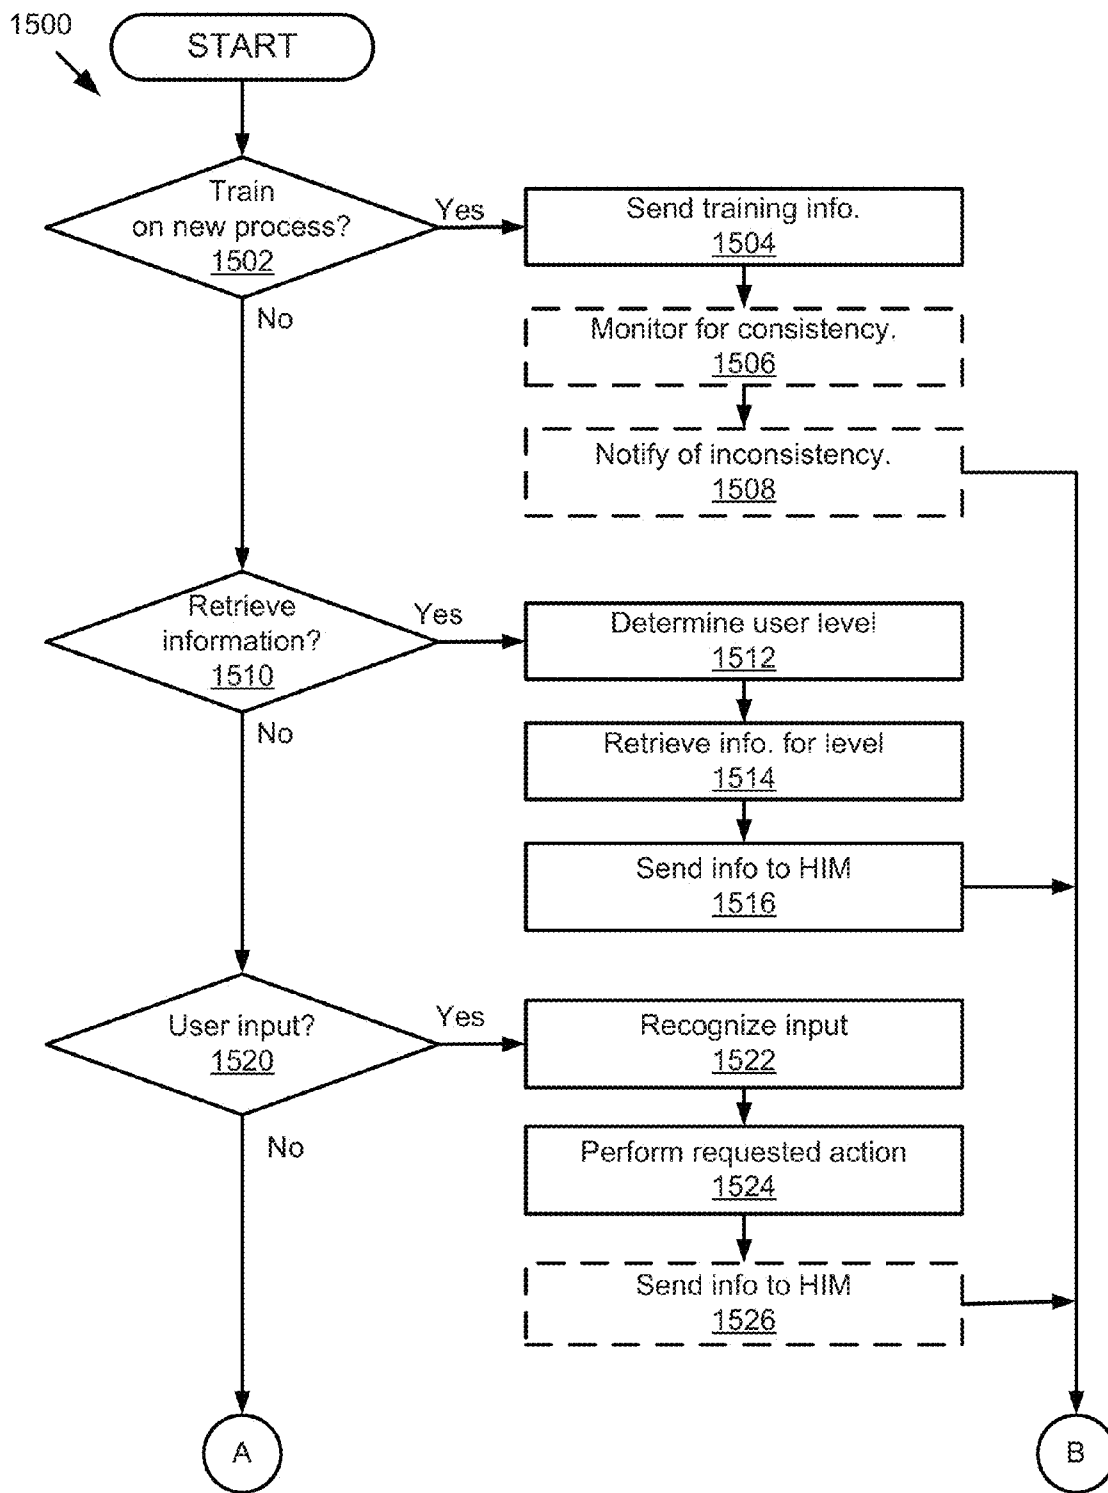 1500
START
Train
on new process?
1502
Yes
Send training info.
1504
No
Monitor for consistency.
1506
Notify of inconsistency.
1508
Retrieve
information?
1510
Yes
Determine user level
1512
No
Retrieve info. for level
1514
Send info to HIM
1516
User input?
1520
Yes
Recognize input
1522
No
Perform requested action
1524
Send info to HIM
1526
A
B